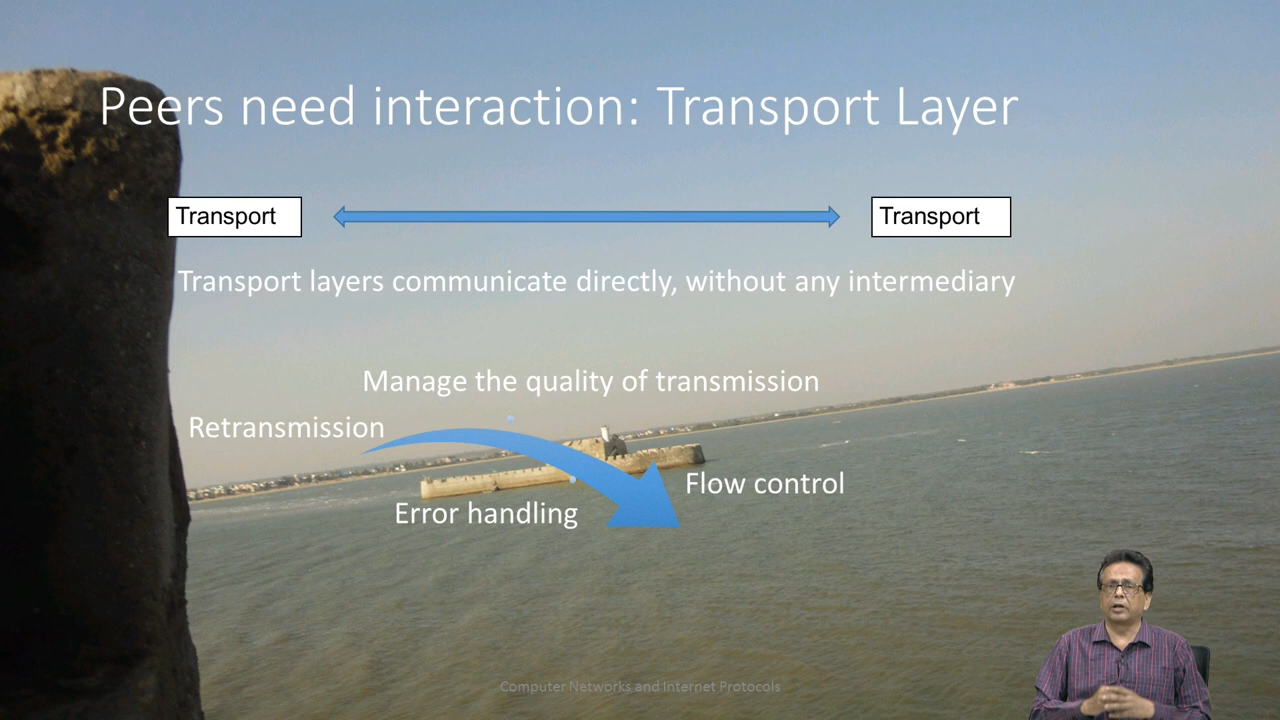 Peers need interaction: Transport Layer
Transport
Transport
Transport layers communicate directly, without any intermediary
Manage the quality of transmission
Retransmission
Flow control
Error handling
Computer Networks and Internet Protocols